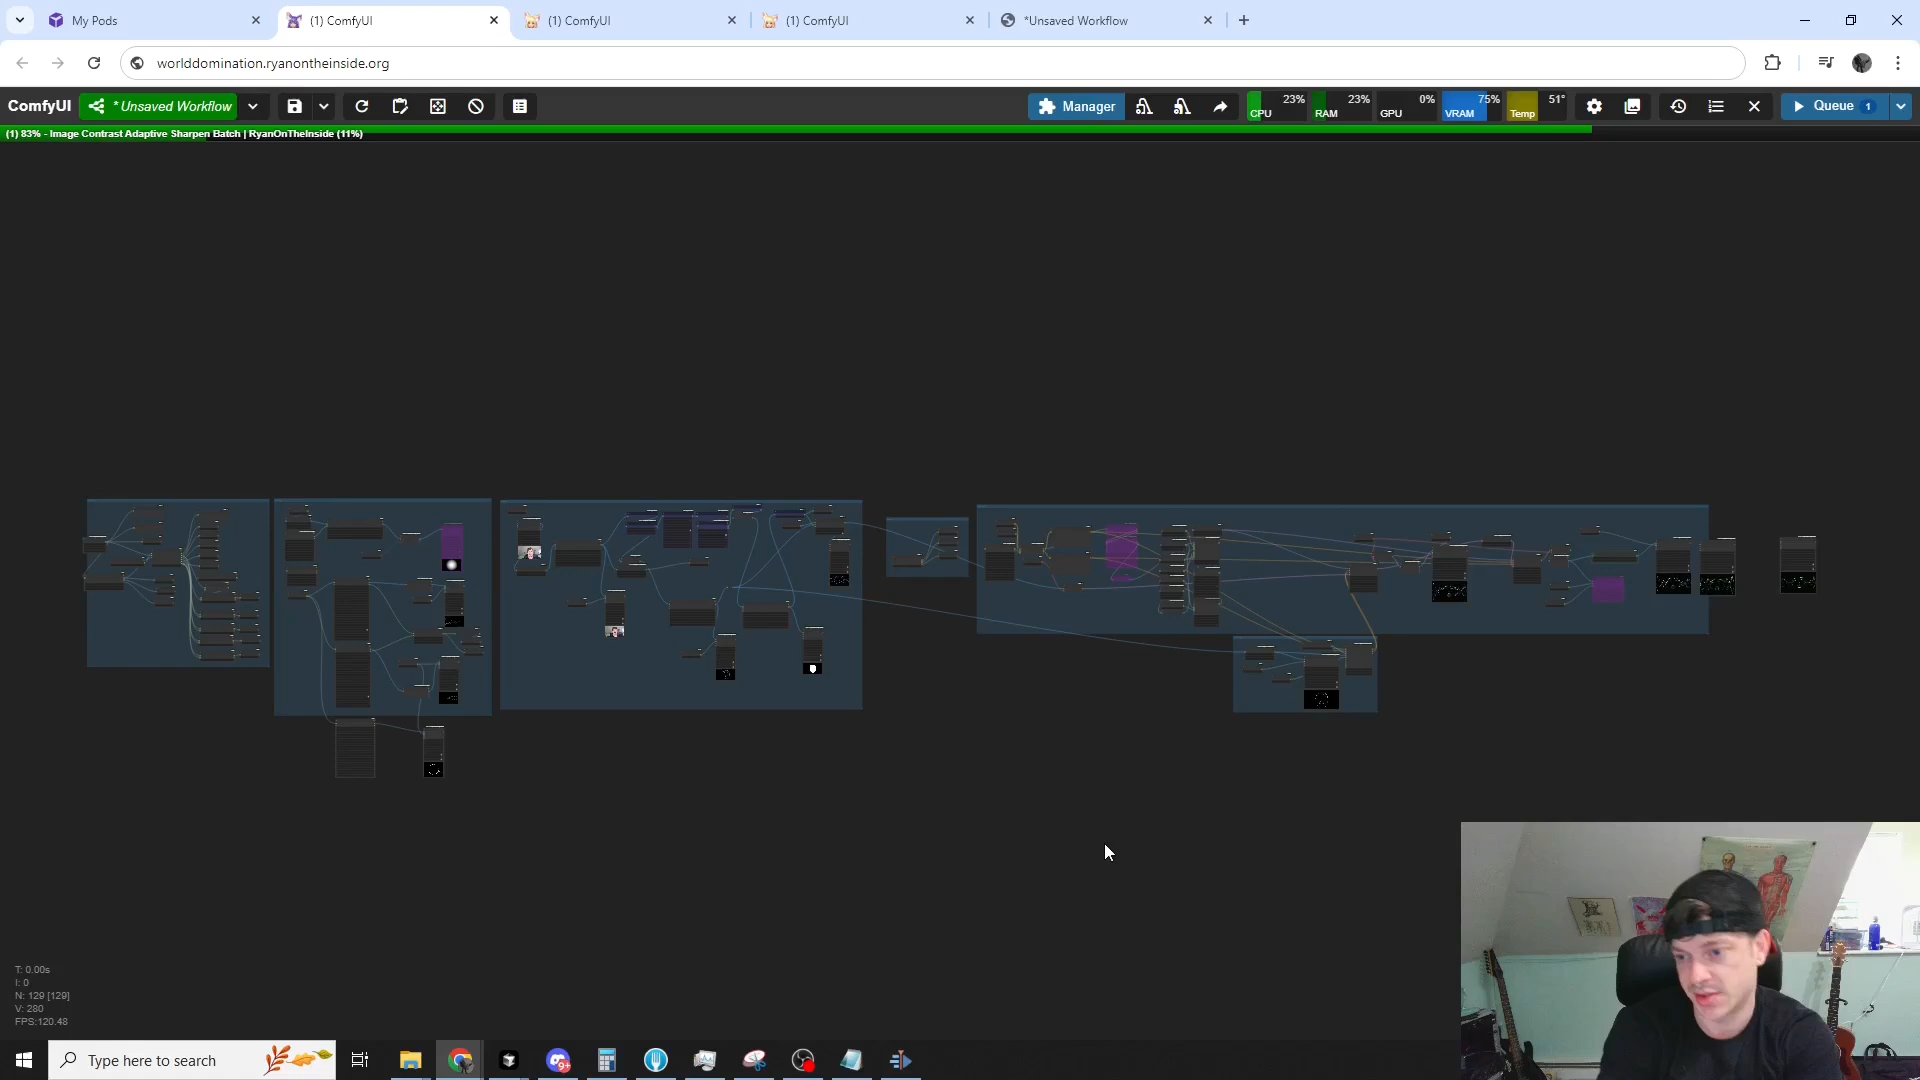 My Pods
(1) ComfyUI
(1) ComfyUI
(1) ComfyUI
*Unsaved Workflow
worlddomination.ryanontheinside.org
ComfyUI
* Unsaved Workflow
Manager
CPU 23%
RAM 23%
GPU 0%
VRAM 75%
Temp 51°
Queue 1
(1) 83% - Image Contrast Adaptive Sharpen Batch | RyanOnTheInside (11%)
T: 0.00s
I: 0
N: 129 [129]
V: 280
FPS:120.48
Type here to search
9+